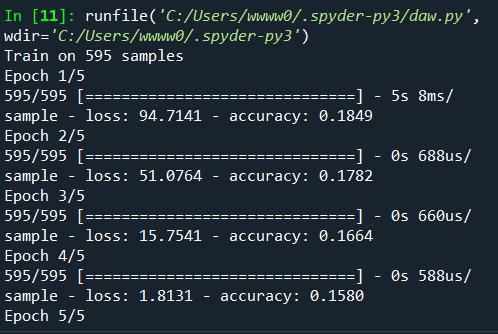 In [11]: runfile('C:/Users/wwww0/.spyder-py3/daw.py',
wdir='C:/Users/wwww0/.spyder-py3')
Train on 595 samples
Epoch 1/5
595/595 [==============================] - 5s 8ms/
sample - loss: 94.7141 - accuracy: 0.1849
Epoch 2/5
595/595 [==============================] - 0s 688us/
sample - loss: 51.0764 - accuracy: 0.1782
Epoch 3/5
595/595 [==============================] - 0s 660us/
sample - loss: 15.7541 - accuracy: 0.1664
Epoch 4/5
595/595 [==============================] - 0s 588us/
sample - loss: 1.8131 - accuracy: 0.1580
Epoch 5/5